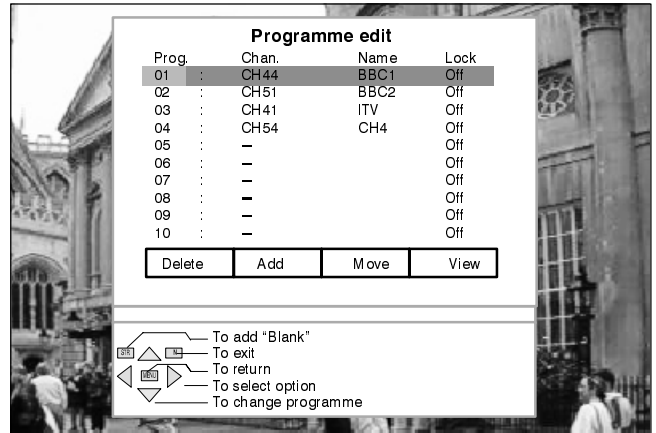 Programme edit
Prog. Chan. Name Lock
01 : CH44 BBC1 Off
02 : CH51 BBC2 Off
03 : CH41 ITV Off
04 : CH54 CH4 Off
05 : – Off
06 : – Off
07 : – Off
08 : – Off
09 : – Off
10 : – Off
Delete Add Move View
To add “Blank”
STR N To exit
MENU To return
To select option
To change programme